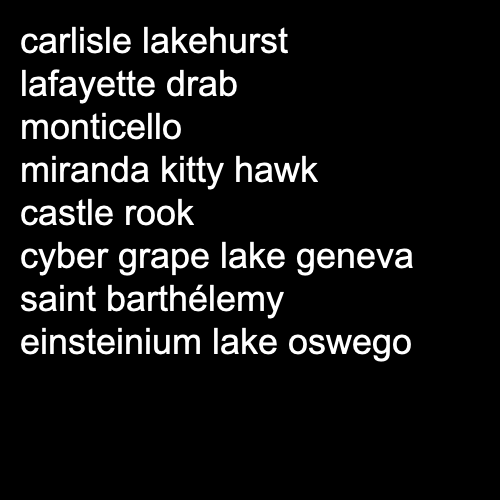 carlisle lakehurst
lafayette drab
monticello
miranda kitty hawk
castle rook
cyber grape lake geneva
saint barthélemy
einsteinium lake oswego